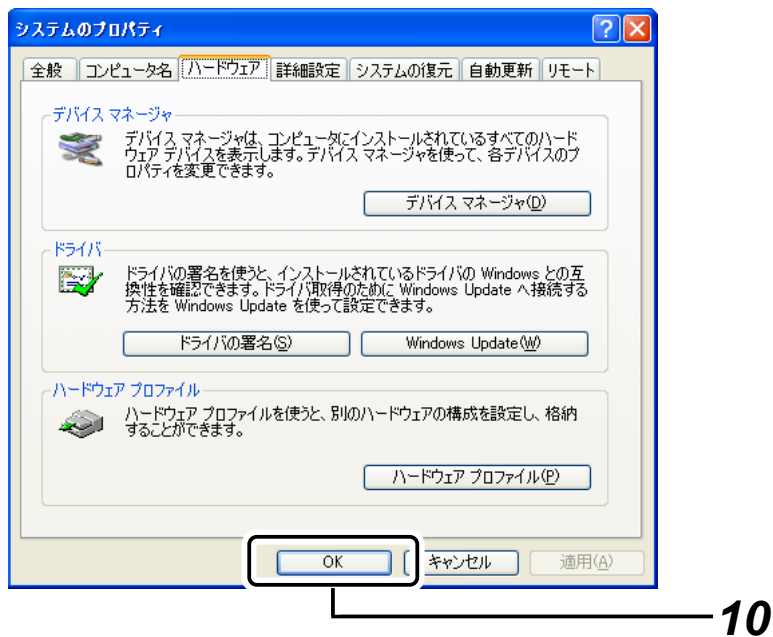 システムのプロパティ
全般 コンピュータ名 ハードウェア 詳細設定 システムの復元 自動更新 リモート
デバイス マネージャ
デバイス マネージャは、コンピュータにインストールされているすべてのハード
ウェア デバイスを表示します。デバイス マネージャを使って、各デバイスのプ
ロパティを変更できます。
デバイス マネージャ(D)
ドライバ
ドライバの署名を使うと、インストールされているドライバの Windows との互
換性を確認できます。ドライバ取得のために Windows Update へ接続する
方法を Windows Update を使って設定できます。
ドライバの署名(S) Windows Update(W)
ハードウェア プロファイル
ハードウェア プロファイルを使うと、別のハードウェアの構成を設定し、格納
することができます。
ハードウェア プロファイル(P)
OK キャンセル 適用(A)
10